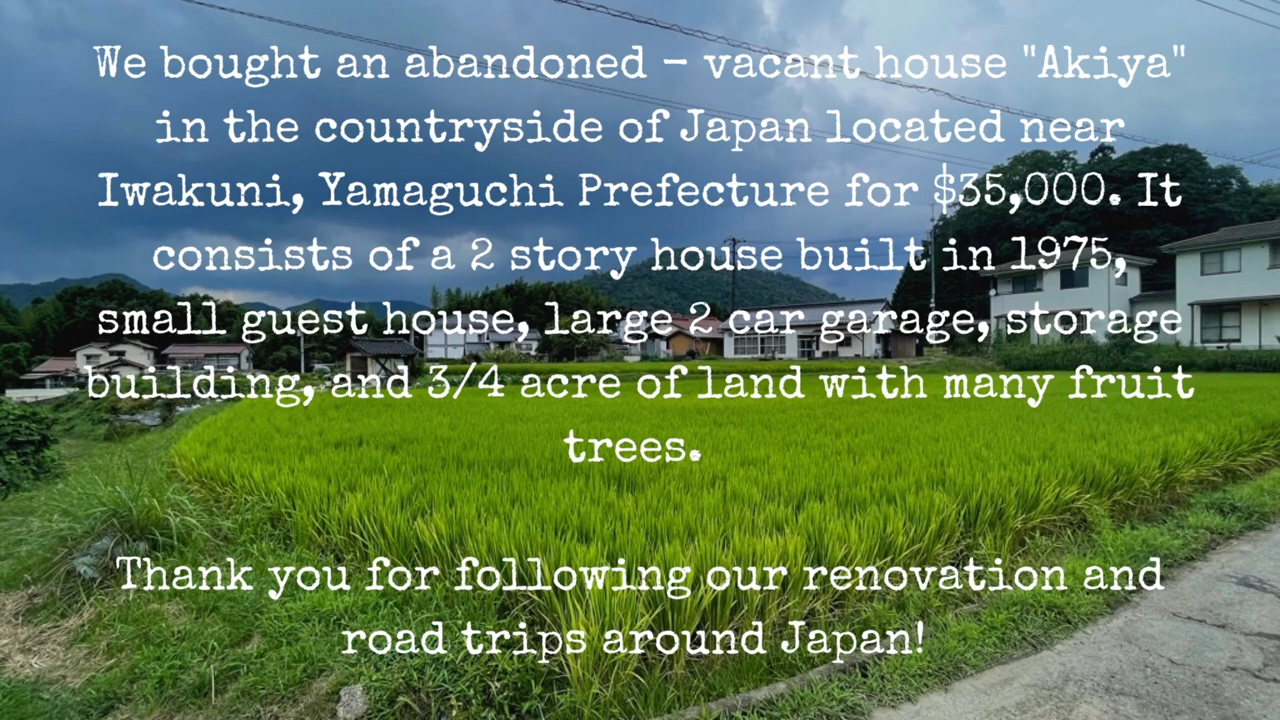 We bought an abandoned - vacant house "Akiya"
in the countryside of Japan located near
Iwakuni, Yamaguchi Prefecture for $35,000. It
consists of a 2 story house built in 1975,
small guest house, large 2 car garage, storage
building, and 3/4 acre of land with many fruit
trees.
Thank you for following our renovation and
road trips around Japan!